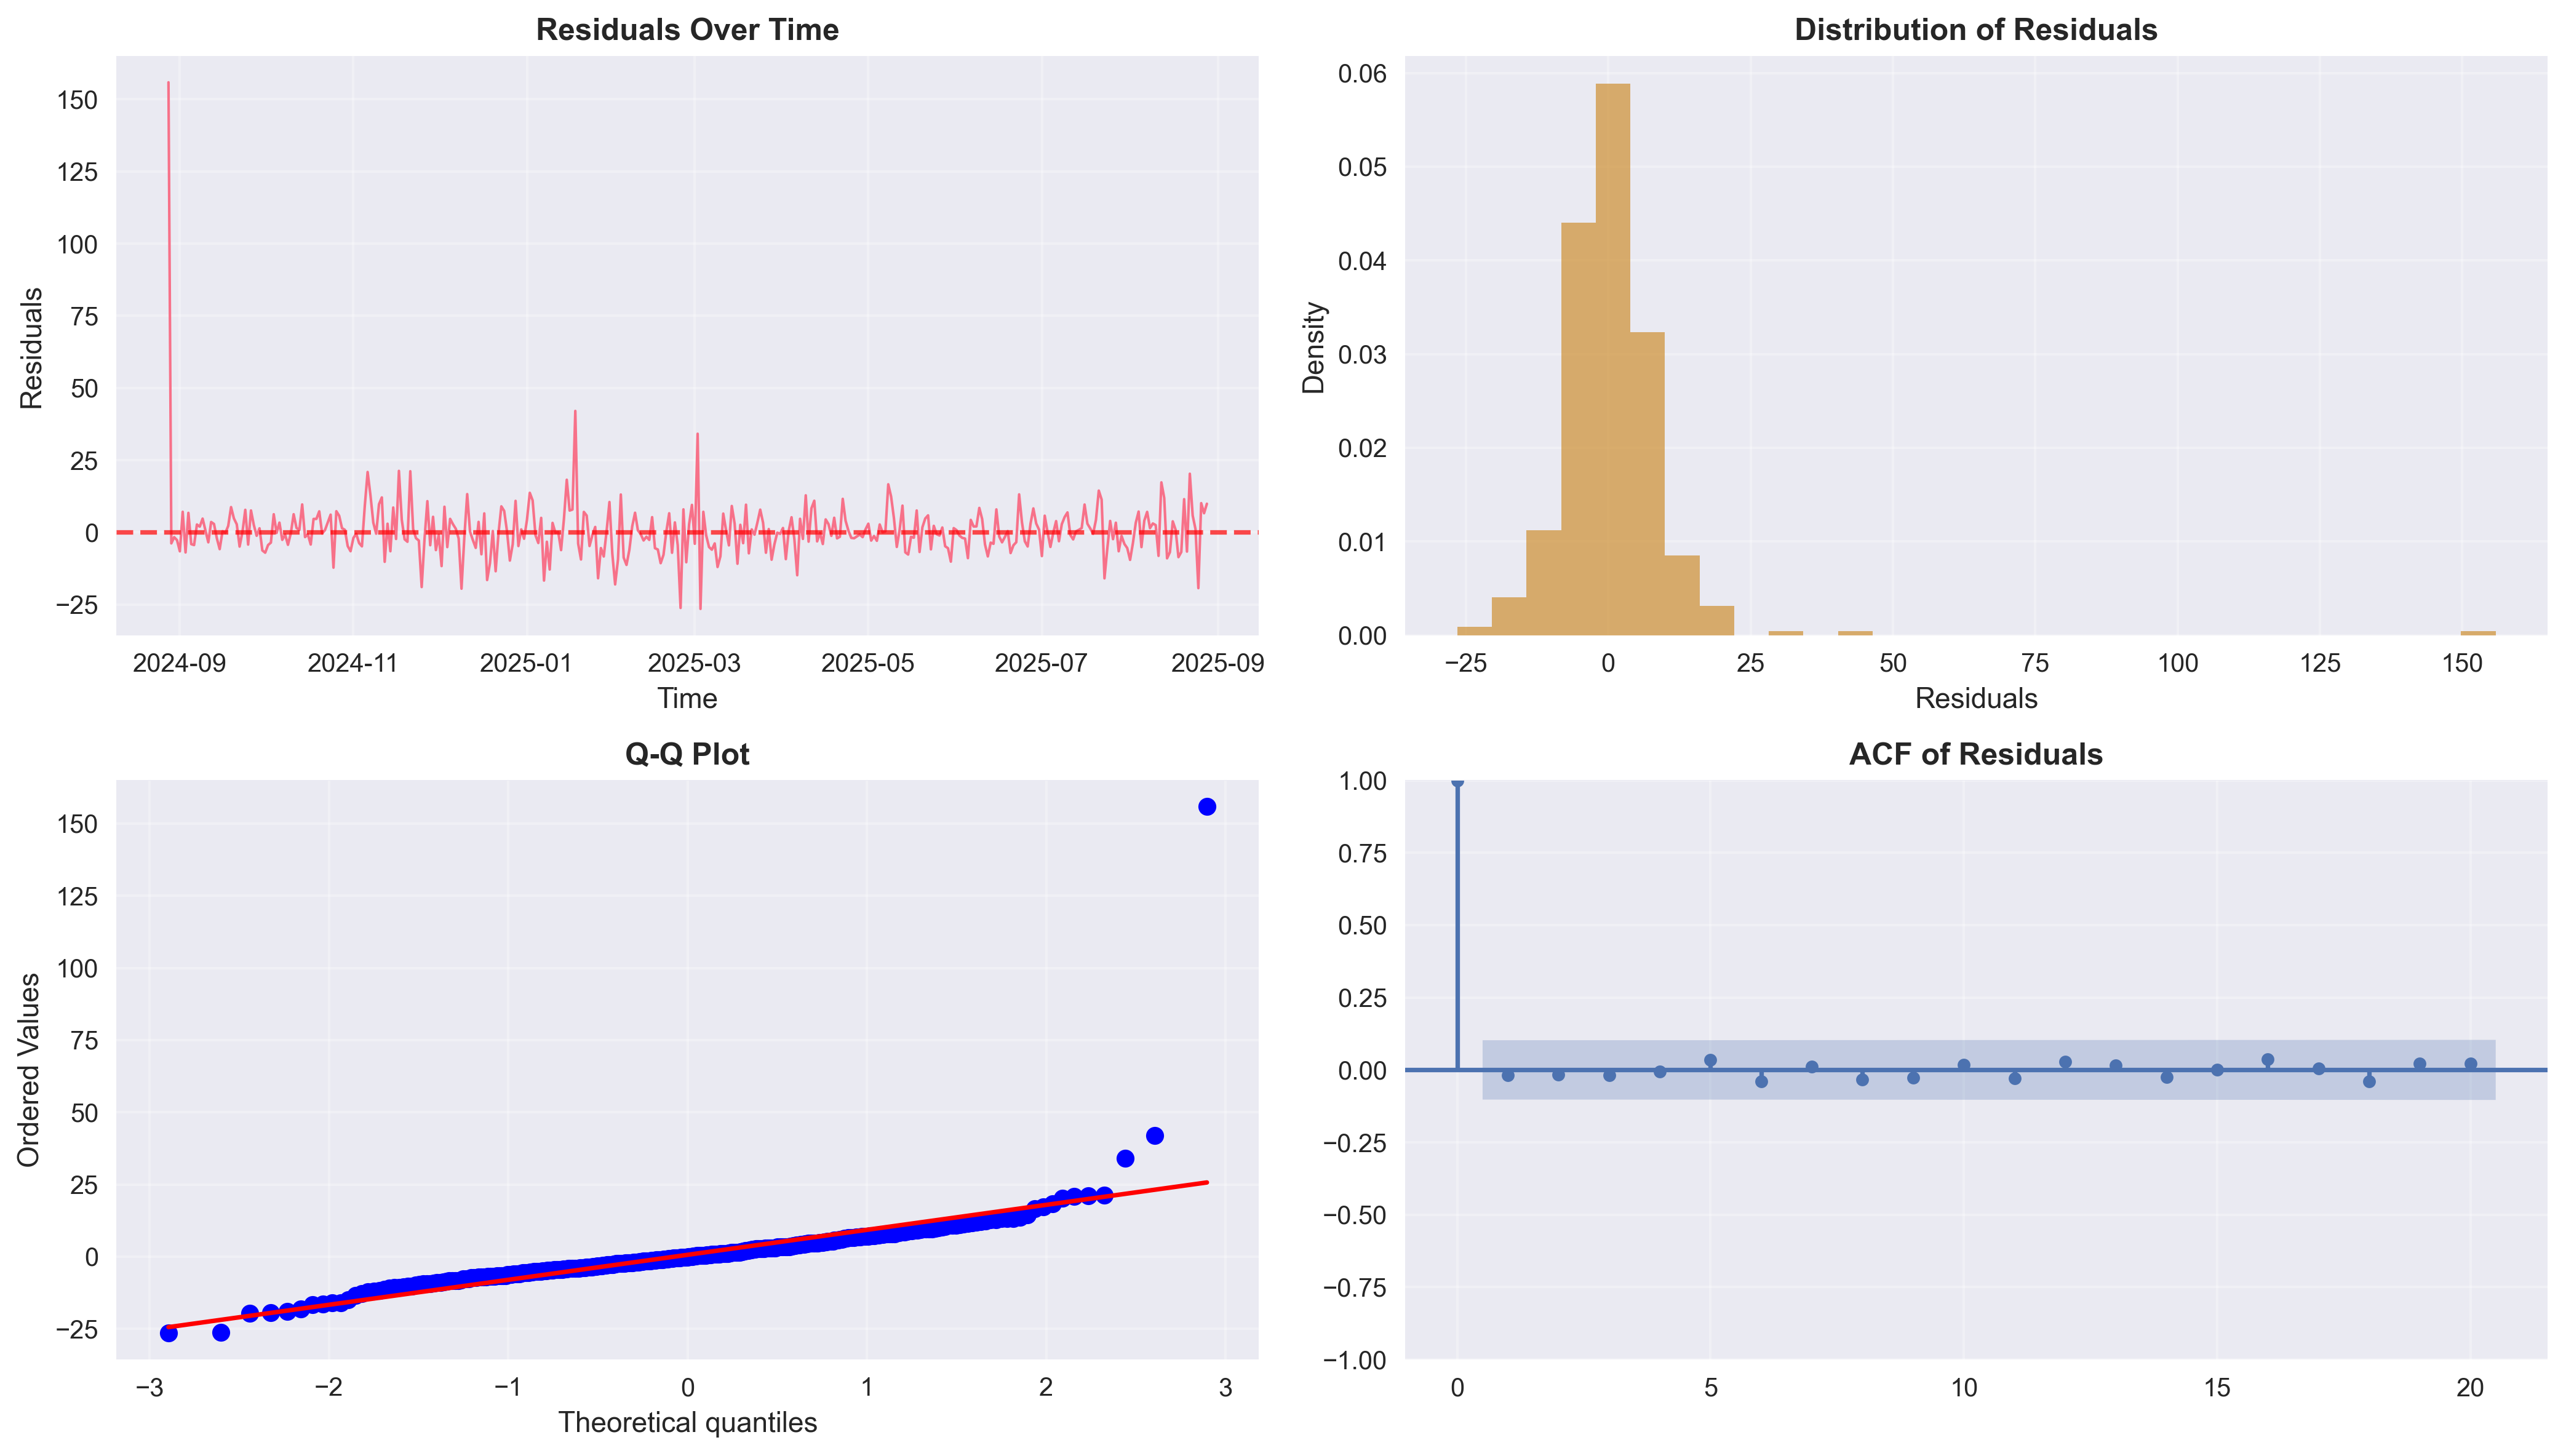 Residuals Over Time
Residuals
150
125
100
75
50
25
0
−25
2024-09 2024-11 2025-01 2025-03 2025-05 2025-07 2025-09
Time
Distribution of Residuals
Density
0.06
0.05
0.04
0.03
0.02
0.01
0.00
−25 0 25 50 75 100 125 150
Residuals
Q-Q Plot
Ordered Values
150
125
100
75
50
25
0
−25
−3 −2 −1 0 1 2 3
Theoretical quantiles
ACF of Residuals
1.00
0.75
0.50
0.25
0.00
−0.25
−0.50
−0.75
−1.00
0 5 10 15 20